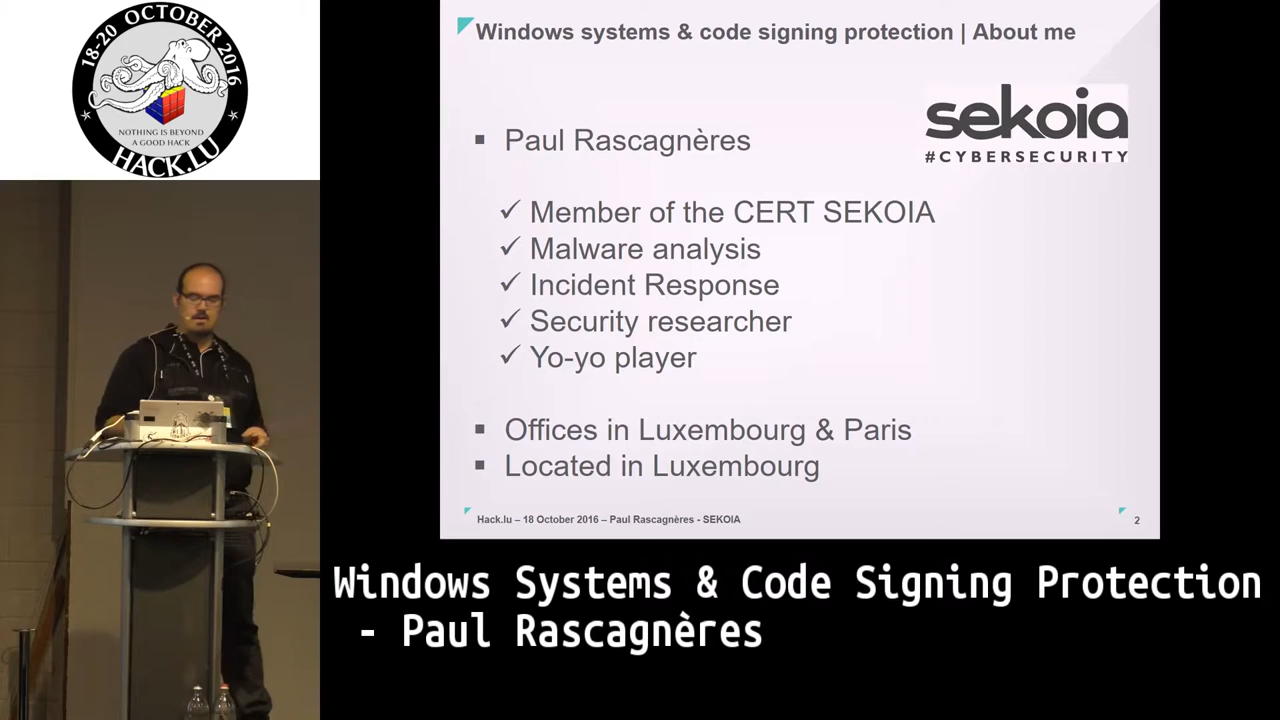 18-20 OCTOBER 2016
NOTHING IS BEYOND
A GOOD HACK
HACK.LU
Windows systems & code signing protection | About me
sekoia
#CYBERSECURITY
▪ Paul Rascagnères
✓ Member of the CERT SEKOIA
✓ Malware analysis
✓ Incident Response
✓ Security researcher
✓ Yo-yo player
▪ Offices in Luxembourg & Paris
▪ Located in Luxembourg
Hack.lu – 18 October 2016 – Paul Rascagnères - SEKOIA
2
Windows Systems & Code Signing Protection
- Paul Rascagnères